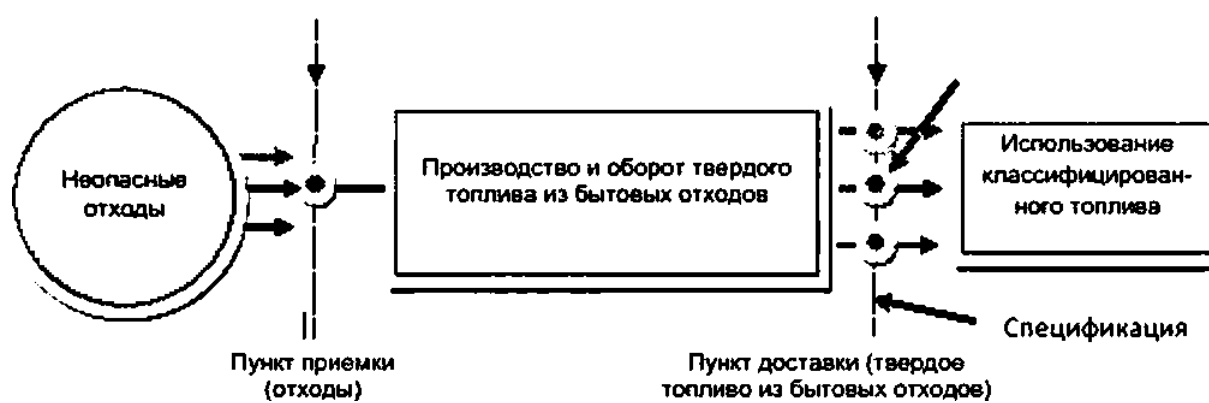 Неопасные
отходы
Производство и оборот твердого
топлива из бытовых отходов
Использование
классифицирован-
ного топлива
Спецификация
Пункт приемки
(отходы)
Пункт доставки (твердое
топливо из бытовых отходов)